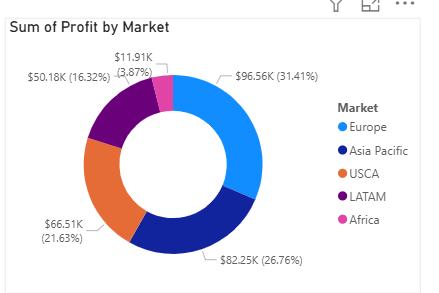 Sum of Profit by Market
$11.91K
(3.87%)
$50.18K (16.32%)
$96.56K (31.41%)
Market
Europe
Asia Pacific
USCA
LATAM
Africa
$66.51K
(21.63%)
$82.25K (26.76%)